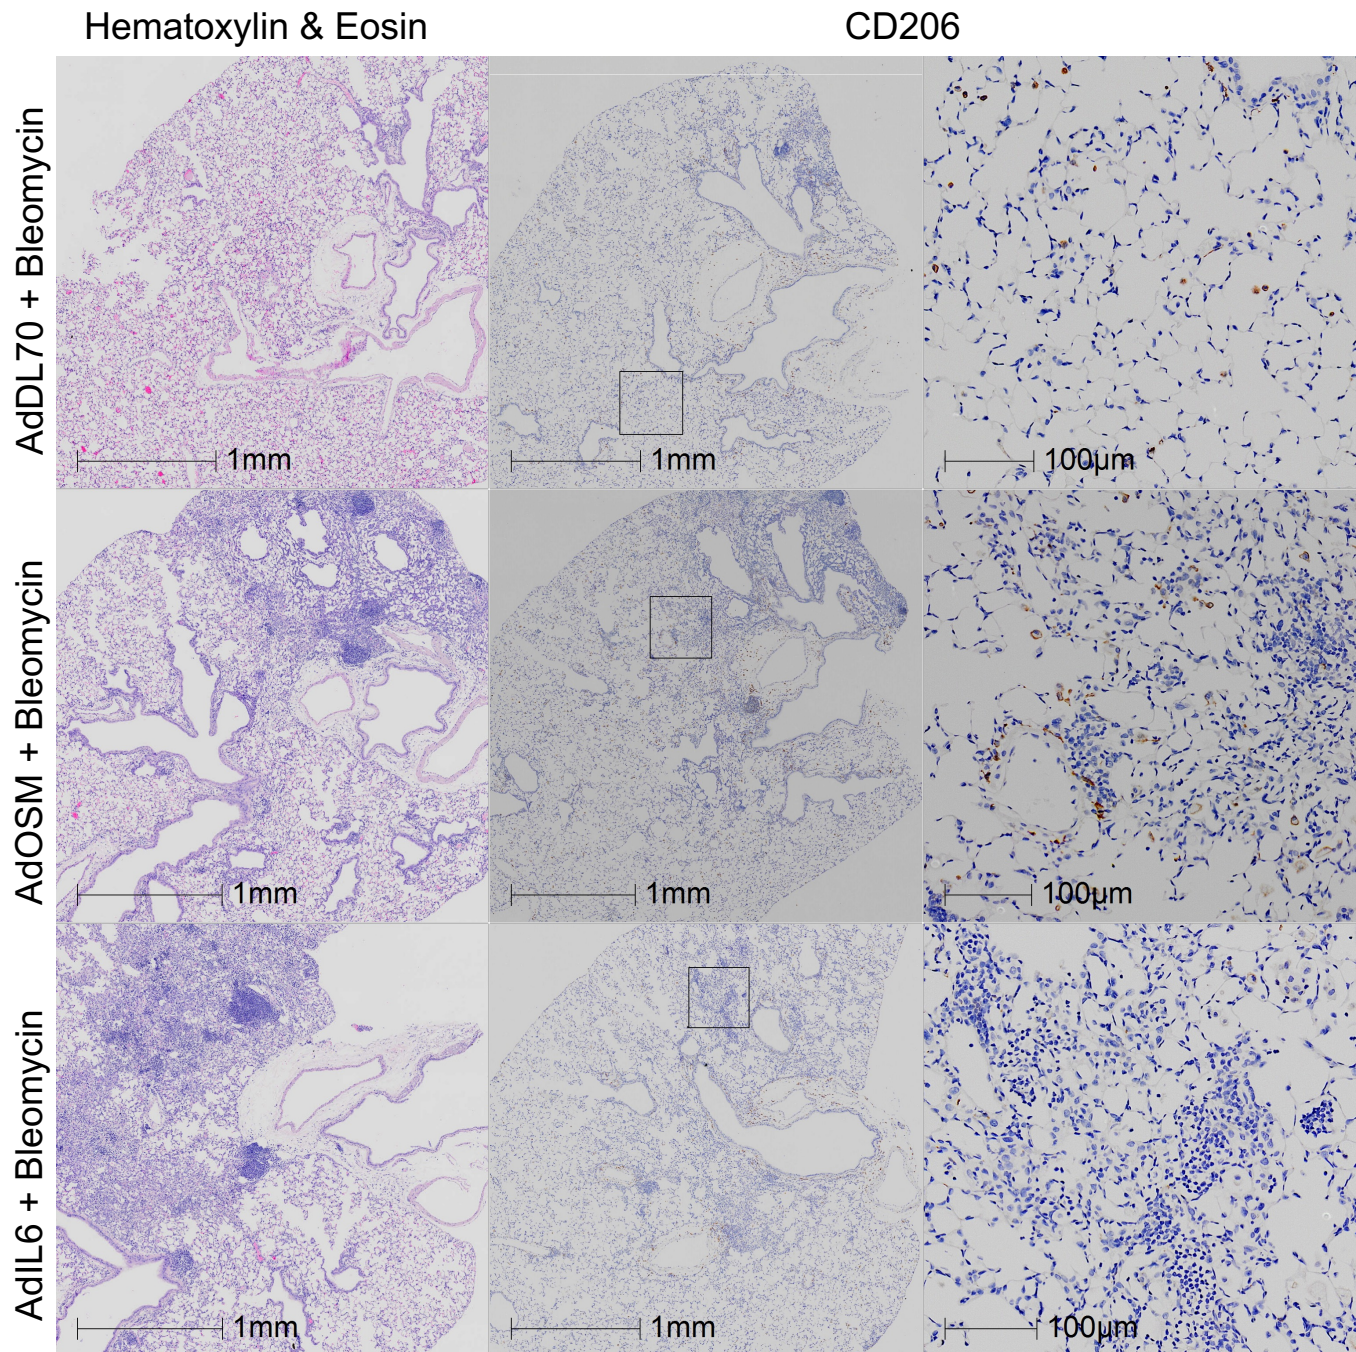 Hematoxylin & Eosin
CD206
AdDL70 + Bleomycin
1mm
1mm
100µm
AdOSM + Bleomycin
1mm
1mm
100µm
AdIL6 + Bleomycin
1mm
1mm
100µm